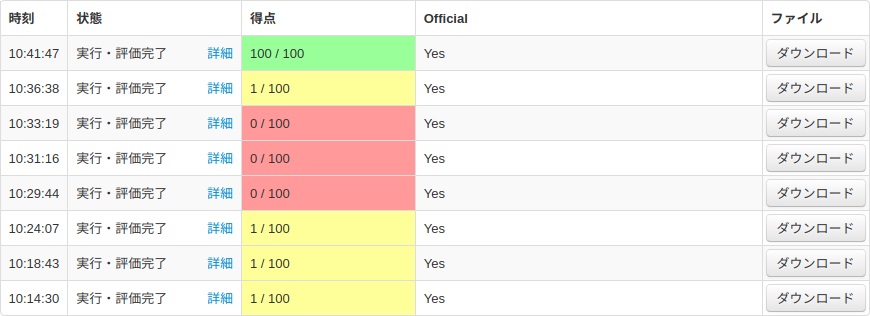 時刻 状態 得点 Official ファイル
10:41:47 実行・評価完了 詳細 100 / 100 Yes ダウンロード
10:36:38 実行・評価完了 詳細 1 / 100 Yes ダウンロード
10:33:19 実行・評価完了 詳細 0 / 100 Yes ダウンロード
10:31:16 実行・評価完了 詳細 0 / 100 Yes ダウンロード
10:29:44 実行・評価完了 詳細 0 / 100 Yes ダウンロード
10:24:07 実行・評価完了 詳細 1 / 100 Yes ダウンロード
10:18:43 実行・評価完了 詳細 1 / 100 Yes ダウンロード
10:14:30 実行・評価完了 詳細 1 / 100 Yes ダウンロード